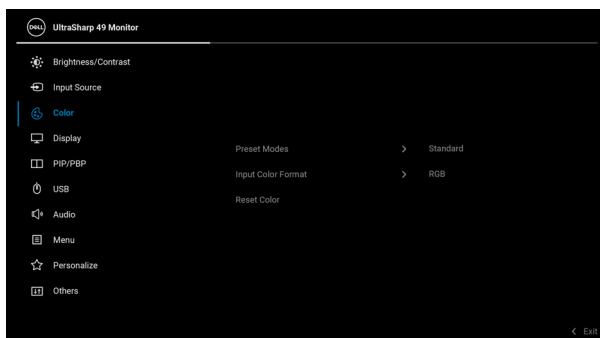 DELL UltraSharp 49 Monitor
Brightness/Contrast
Input Source
Color
Display
PIP/PBP
USB
Audio
Menu
Personalize
Others
Preset Modes > Standard
Input Color Format > RGB
Reset Color
< Exit